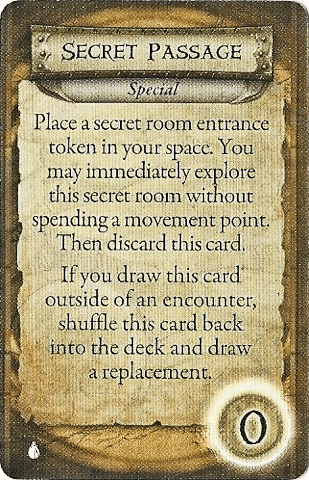 Secret Passage
Special
Place a secret room entrance
token in your space. You
may immediately explore
this secret room without
spending a movement point.
Then discard this card.
If you draw this card
outside of an encounter,
shuffle this card back
into the deck and draw
a replacement.
0